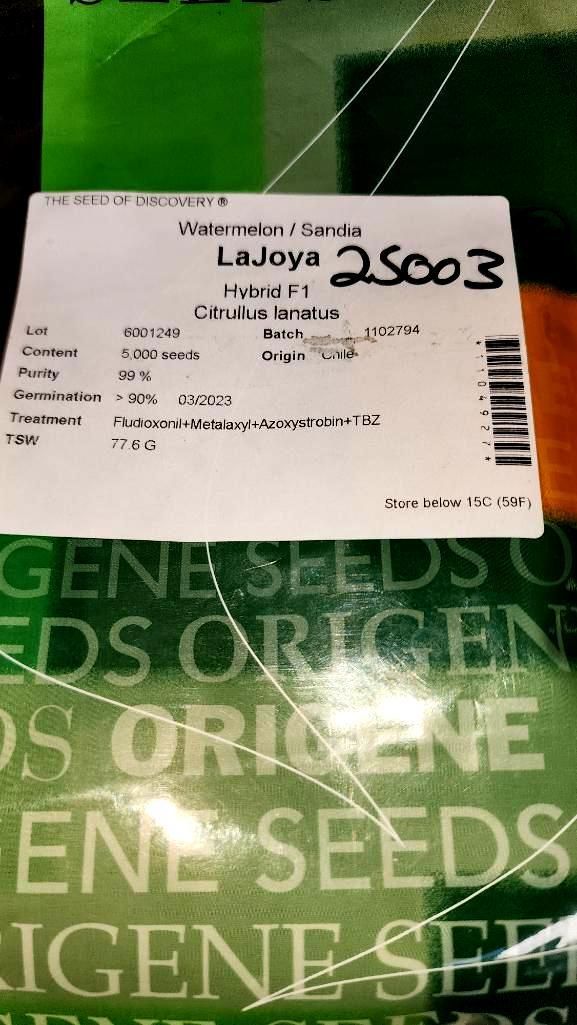 THE SEED OF DISCOVERY ®
Watermelon / Sandia
LaJoya 25003
Hybrid F1
Citrullus lanatus
Lot 6001249 Batch 1102794
Content 5,000 seeds Origin Chile
Purity 99 %
Germination > 90% 03/2023
Treatment Fludioxonil+Metalaxyl+Azoxystrobin+TBZ
TSW 77.6 G
*1104927*
Store below 15C (59F)
GENE SEEDS O
EDS ORIGEN
DS ORIGENE
ENE SEEDS
RIGENE SEE